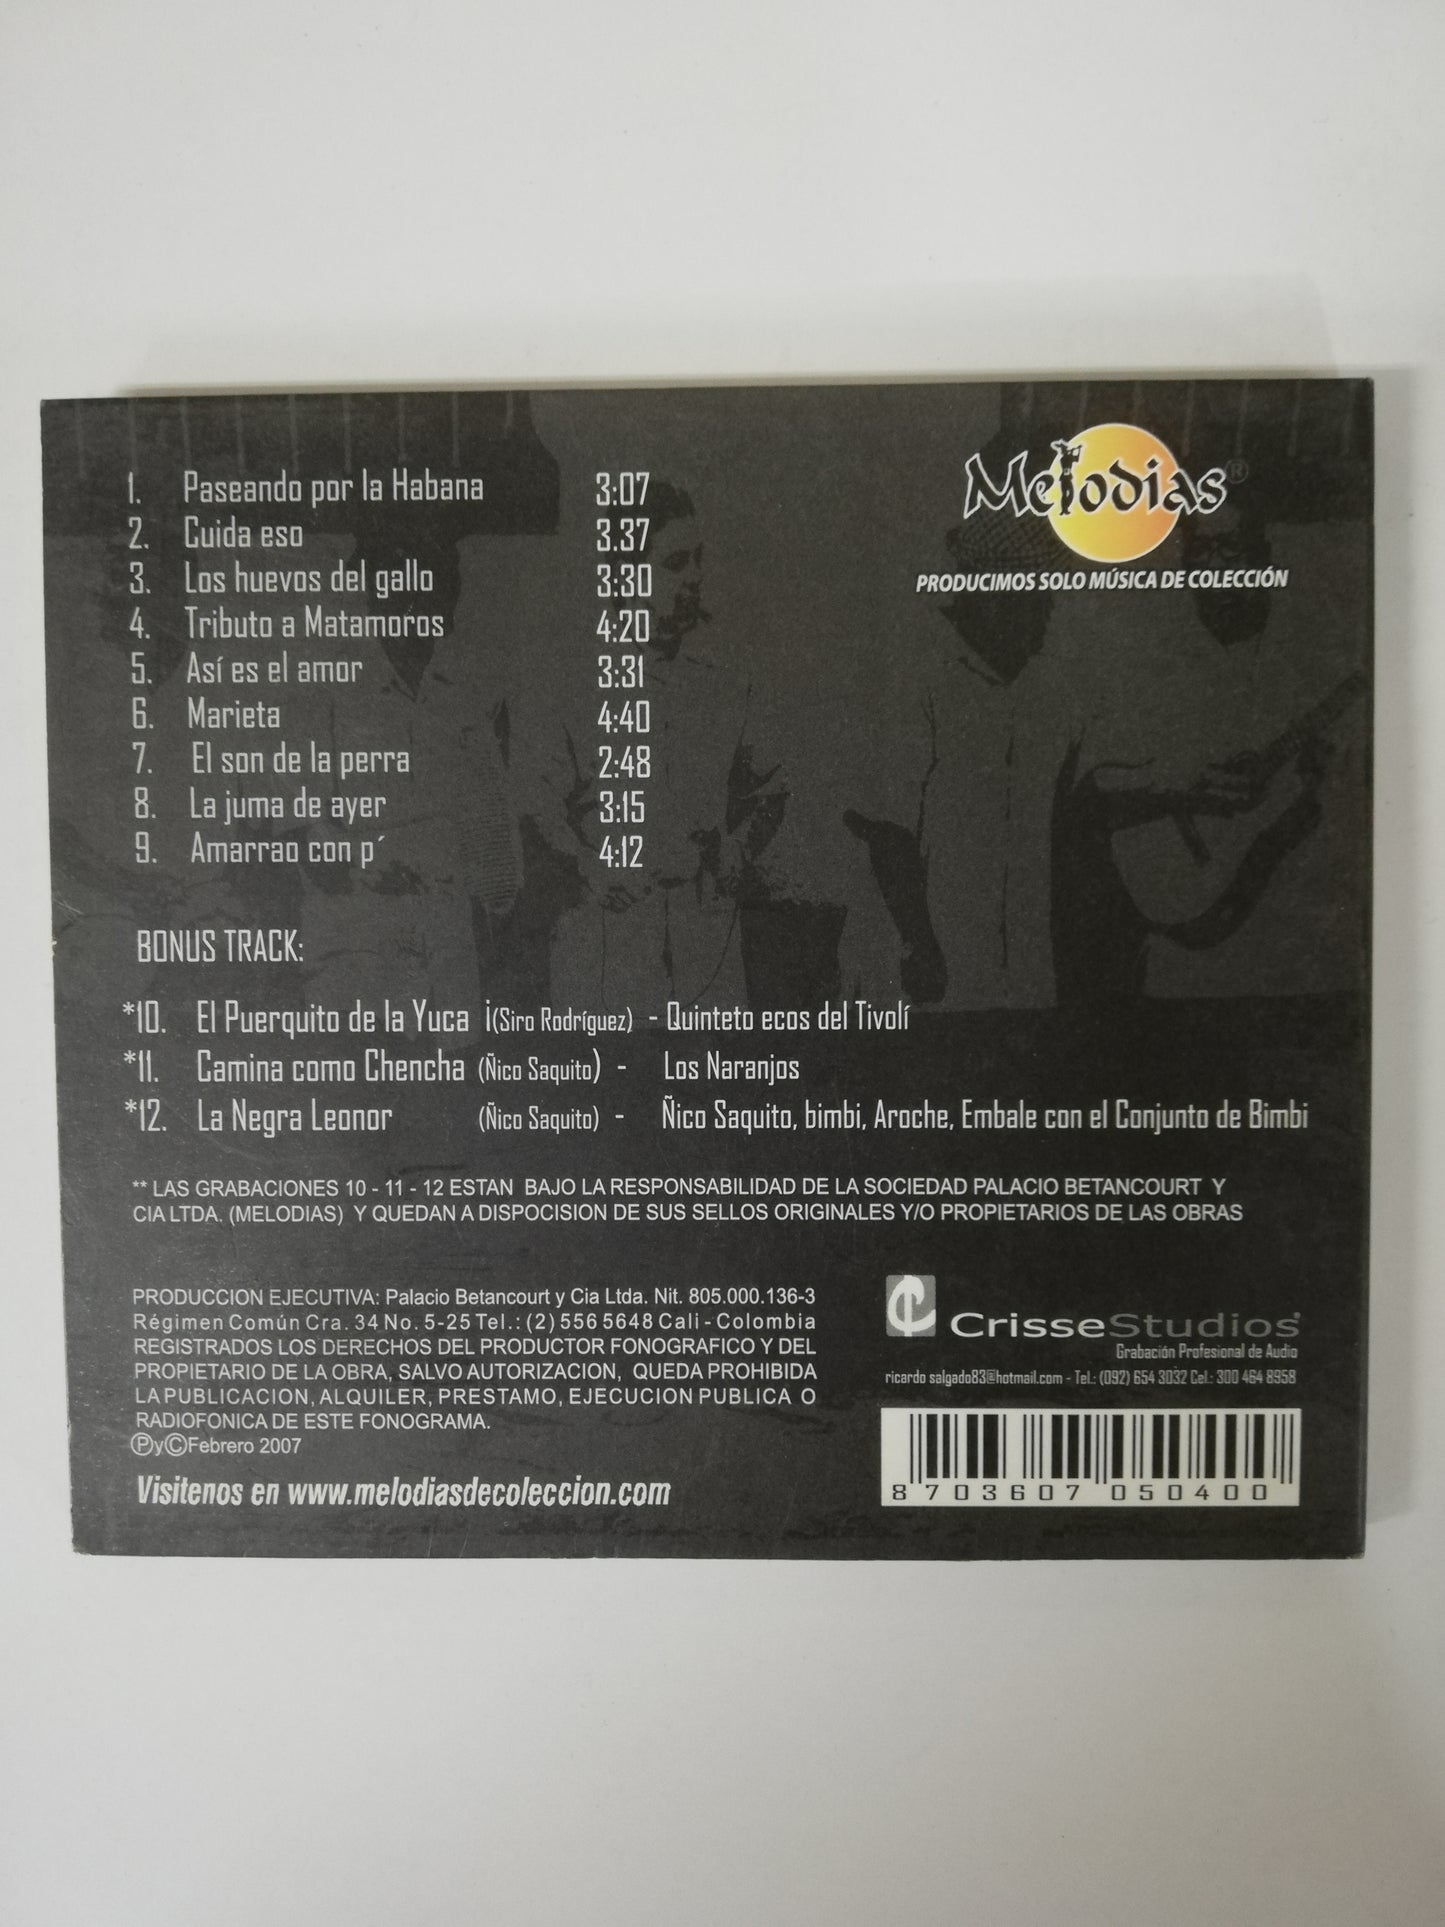 1. Paseando por la Habana 3:07
2. Cuida eso 3.37
3. Los huevos del gallo 3:30
4. Tributo a Matamoros 4:20
5. Así es el amor 3:31
6. Marieta 4:40
7. El son de la perra 2:48
8. La juma de ayer 3:15
9. Amarrao con p´ 4:12
Melodias®
PRODUCIMOS SOLO MÚSICA DE COLECCIÓN
BONUS TRACK:
*10. El Puerquito de la Yuca ¡(Siro Rodríguez) - Quinteto ecos del Tivolí
*11. Camina como Chencha (Ñico Saquito) - Los Naranjos
*12. La Negra Leonor (Ñico Saquito) - Ñico Saquito, bimbi, Aroche, Embale con el Conjunto de Bimbi
** LAS GRABACIONES 10 - 11 - 12 ESTAN BAJO LA RESPONSABILIDAD DE LA SOCIEDAD PALACIO BETANCOURT Y
CIA LTDA. (MELODIAS) Y QUEDAN A DISPOCISION DE SUS SELLOS ORIGINALES Y/O PROPIETARIOS DE LAS OBRAS
PRODUCCION EJECUTIVA: Palacio Betancourt y Cia Ltda. Nit. 805.000.136-3
Régimen Común Cra. 34 No. 5-25 Tel.: (2) 556 5648 Cali - Colombia
REGISTRADOS LOS DERECHOS DEL PRODUCTOR FONOGRAFICO Y DEL
PROPIETARIO DE LA OBRA, SALVO AUTORIZACION, QUEDA PROHIBIDA
LA PUBLICACION, ALQUILER, PRESTAMO, EJECUCION PUBLICA O
RADIOFONICA DE ESTE FONOGRAMA.
ⓅyⒸFebrero 2007
Visitenos en www.melodiasdecoleccion.com
CrisseStudios
Grabación Profesional de Audio
ricardo salgado83@hotmail.com - Tel.: (092) 654 3032 Cel.: 300 464 8958
8 703607 050400